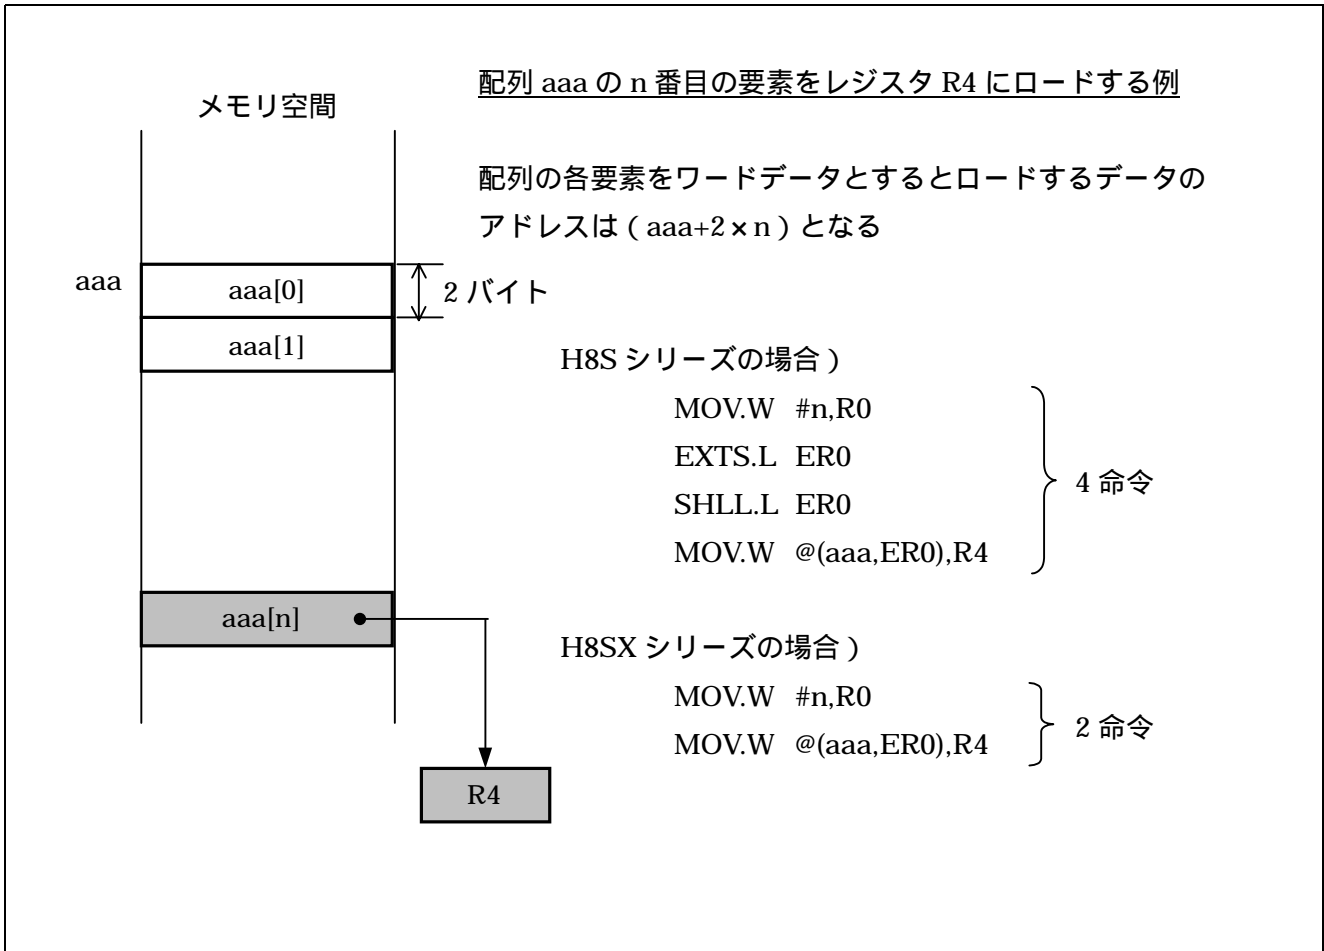 配列 aaa の n 番目の要素をレジスタ R4 にロードする例
メモリ空間
配列の各要素をワードデータとするとロードするデータの
アドレスは ( aaa+2×n ) となる
aaa
aaa[0]
2 バイト
aaa[1]
H8S シリーズの場合 )
MOV.W #n,R0
EXTS.L ER0
SHLL.L ER0
MOV.W @(aaa,ER0),R4
4 命令
aaa[n]
H8SX シリーズの場合 )
MOV.W #n,R0
MOV.W @(aaa,ER0),R4
2 命令
R4